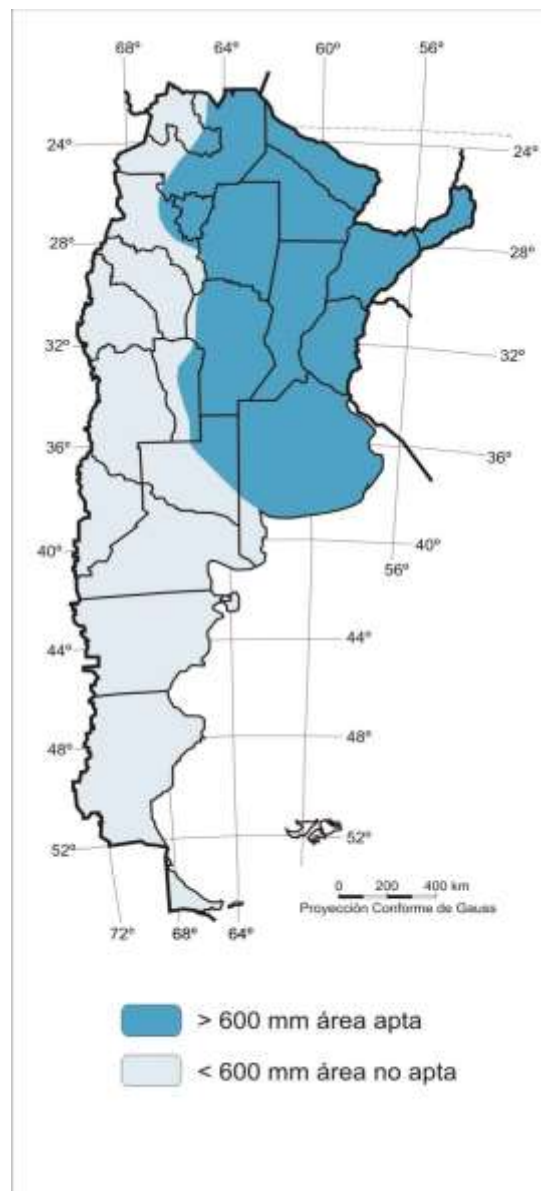 68º 64º 60º 56º
24º 24º
28º 28º
32º 32º
36º 36º
40º 40º
56º
44º 44º
48º 48º
52º 52º
0 200 400 km
Proyección Conforme de Gauss
72º 68º 64º
> 600 mm área apta
< 600 mm área no apta